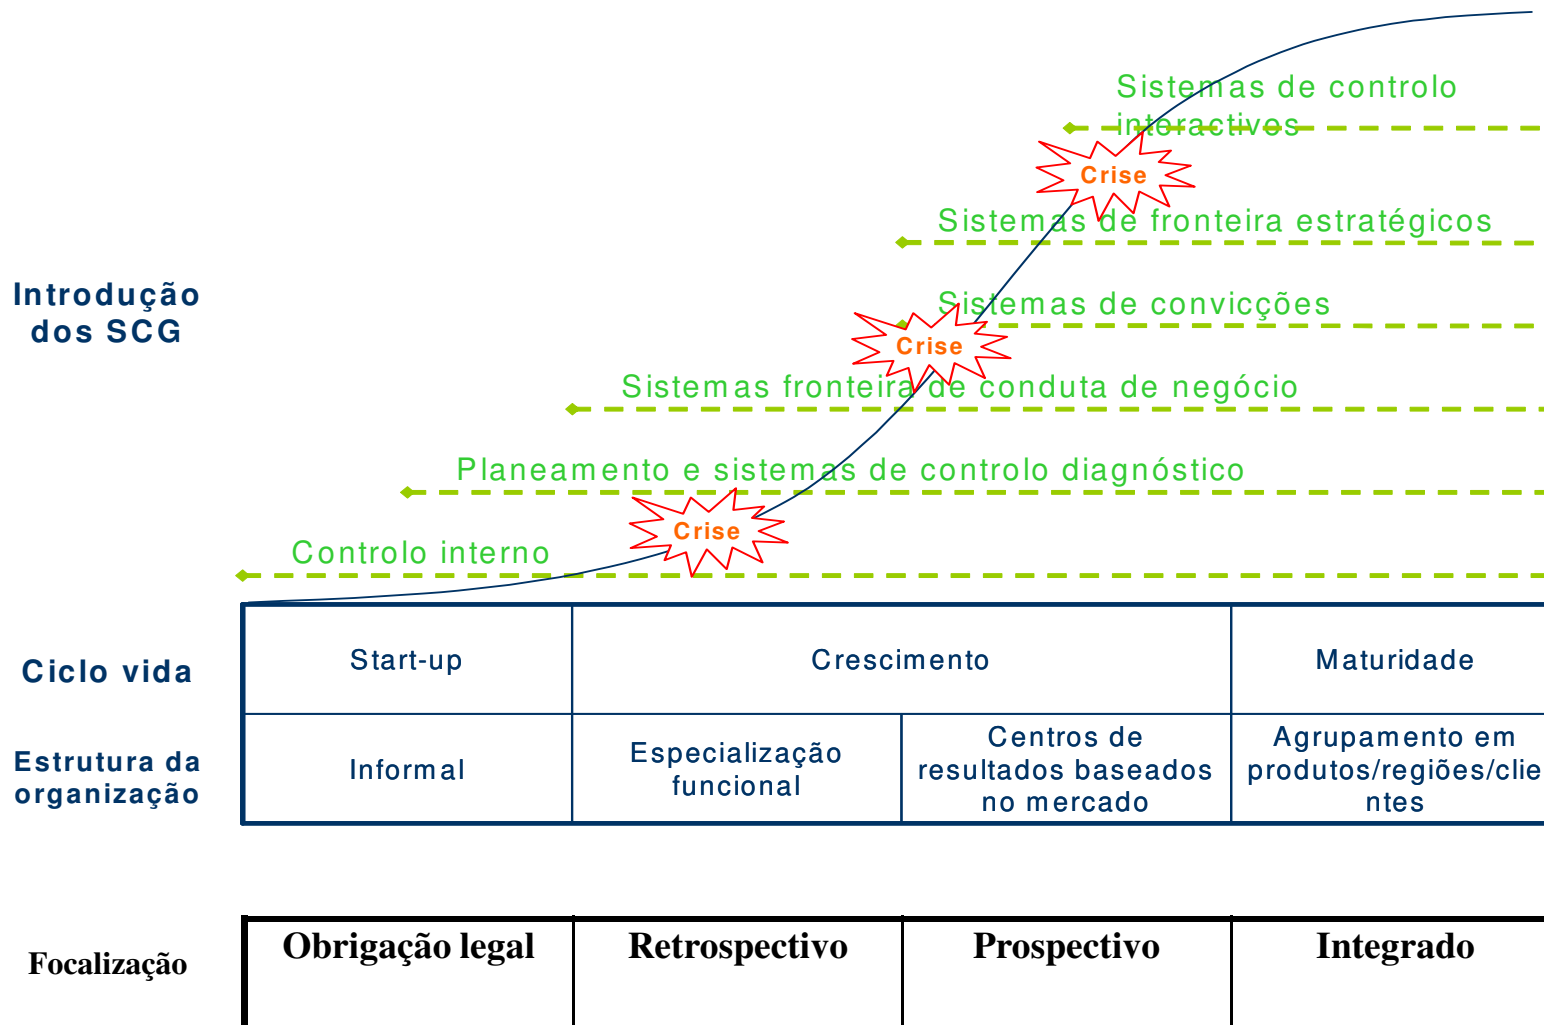 Sistemas de controlo
interactivos
Crise
Sistemas de fronteira estratégicos
Introdução
dos SCG
Sistemas de convicções
Crise
Sistemas fronteira de conduta de negócio
Planeamento e sistemas de controlo diagnóstico
Crise
Controlo interno
Ciclo vida
Start-up
Crescimento
Maturidade
Estrutura da
organização
Informal
Especialização
funcional
Centros de
resultados baseados
no mercado
Agrupamento em
produtos/regiões/clie
ntes
Focalização
Obrigação legal
Retrospectivo
Prospectivo
Integrado